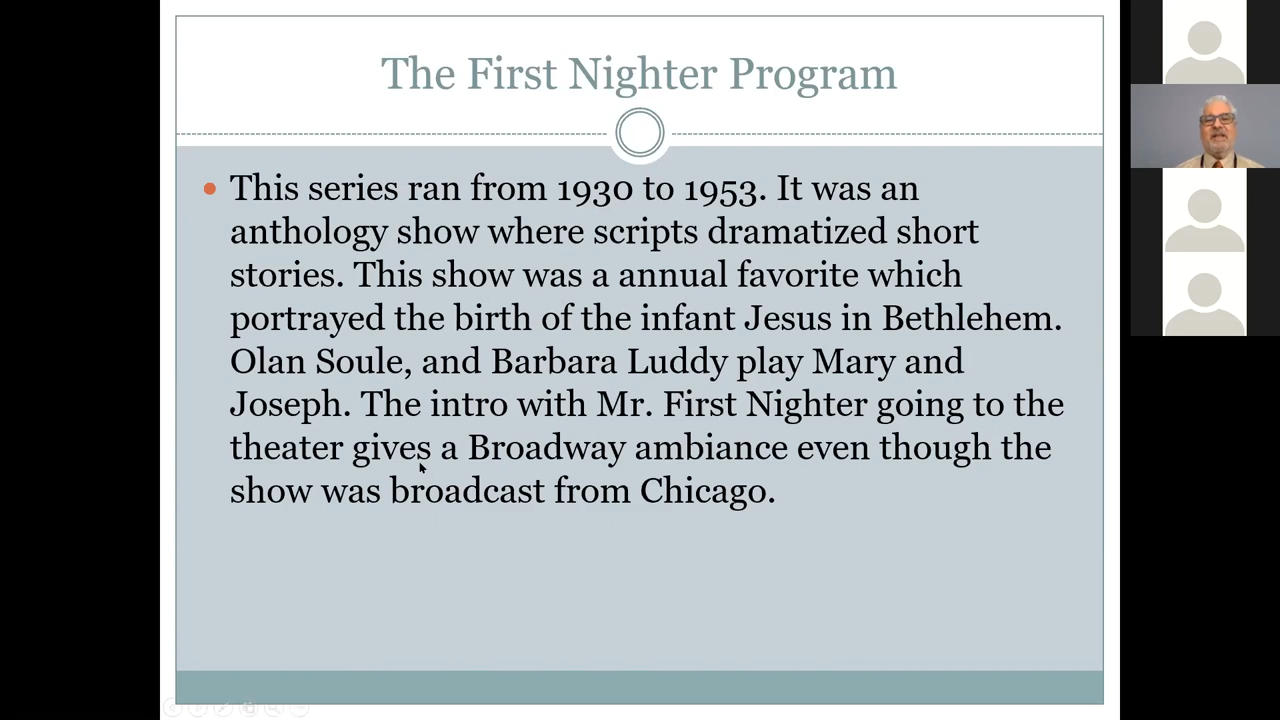 The First Nighter Program
This series ran from 1930 to 1953. It was an
anthology show where scripts dramatized short
stories. This show was a annual favorite which
portrayed the birth of the infant Jesus in Bethlehem.
Olan Soule, and Barbara Luddy play Mary and
Joseph. The intro with Mr. First Nighter going to the
theater gives a Broadway ambiance even though the
show was broadcast from Chicago.